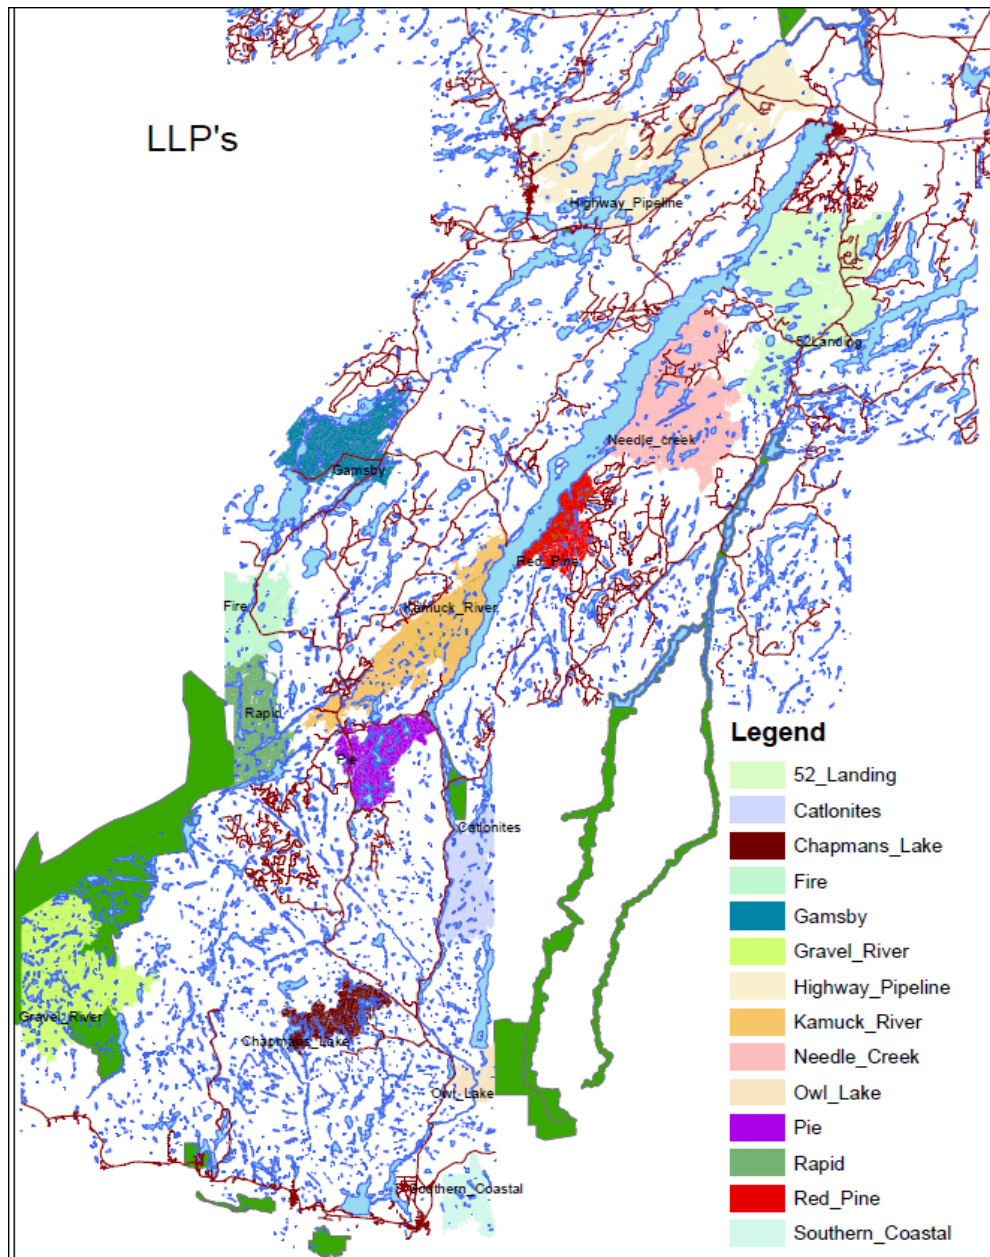 LLP's
Highway_Pipeline
52Landing
Needle_creek
Gamsby
Red_Pine
Fire
Kamuck_River
Rapid
Pie
Catlonites
Gravel_River
Chapmans_Lake
Owl_Lake
Southern_Coastal
Legend
52_Landing
Catlonites
Chapmans_Lake
Fire
Gamsby
Gravel_River
Highway_Pipeline
Kamuck_River
Needle_Creek
Owl_Lake
Pie
Rapid
Red_Pine
Southern_Coastal